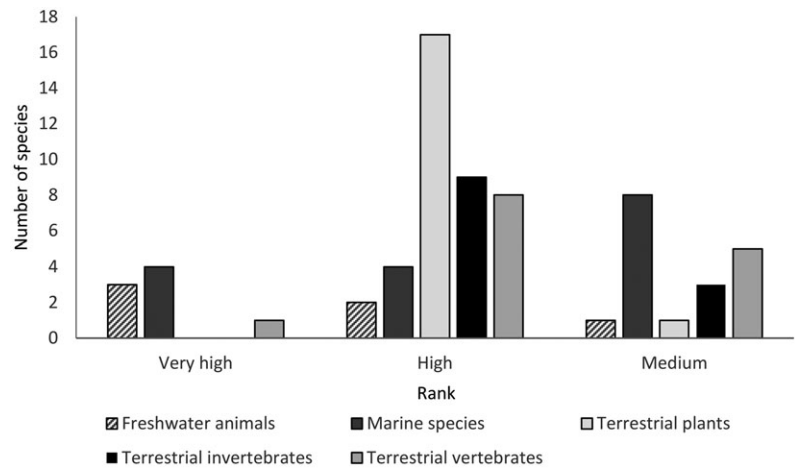 18
16
14
12
10
8
6
4
2
0
Number of species
Very high High Medium
Rank
Freshwater animals Marine species Terrestrial plants
Terrestrial invertebrates Terrestrial vertebrates